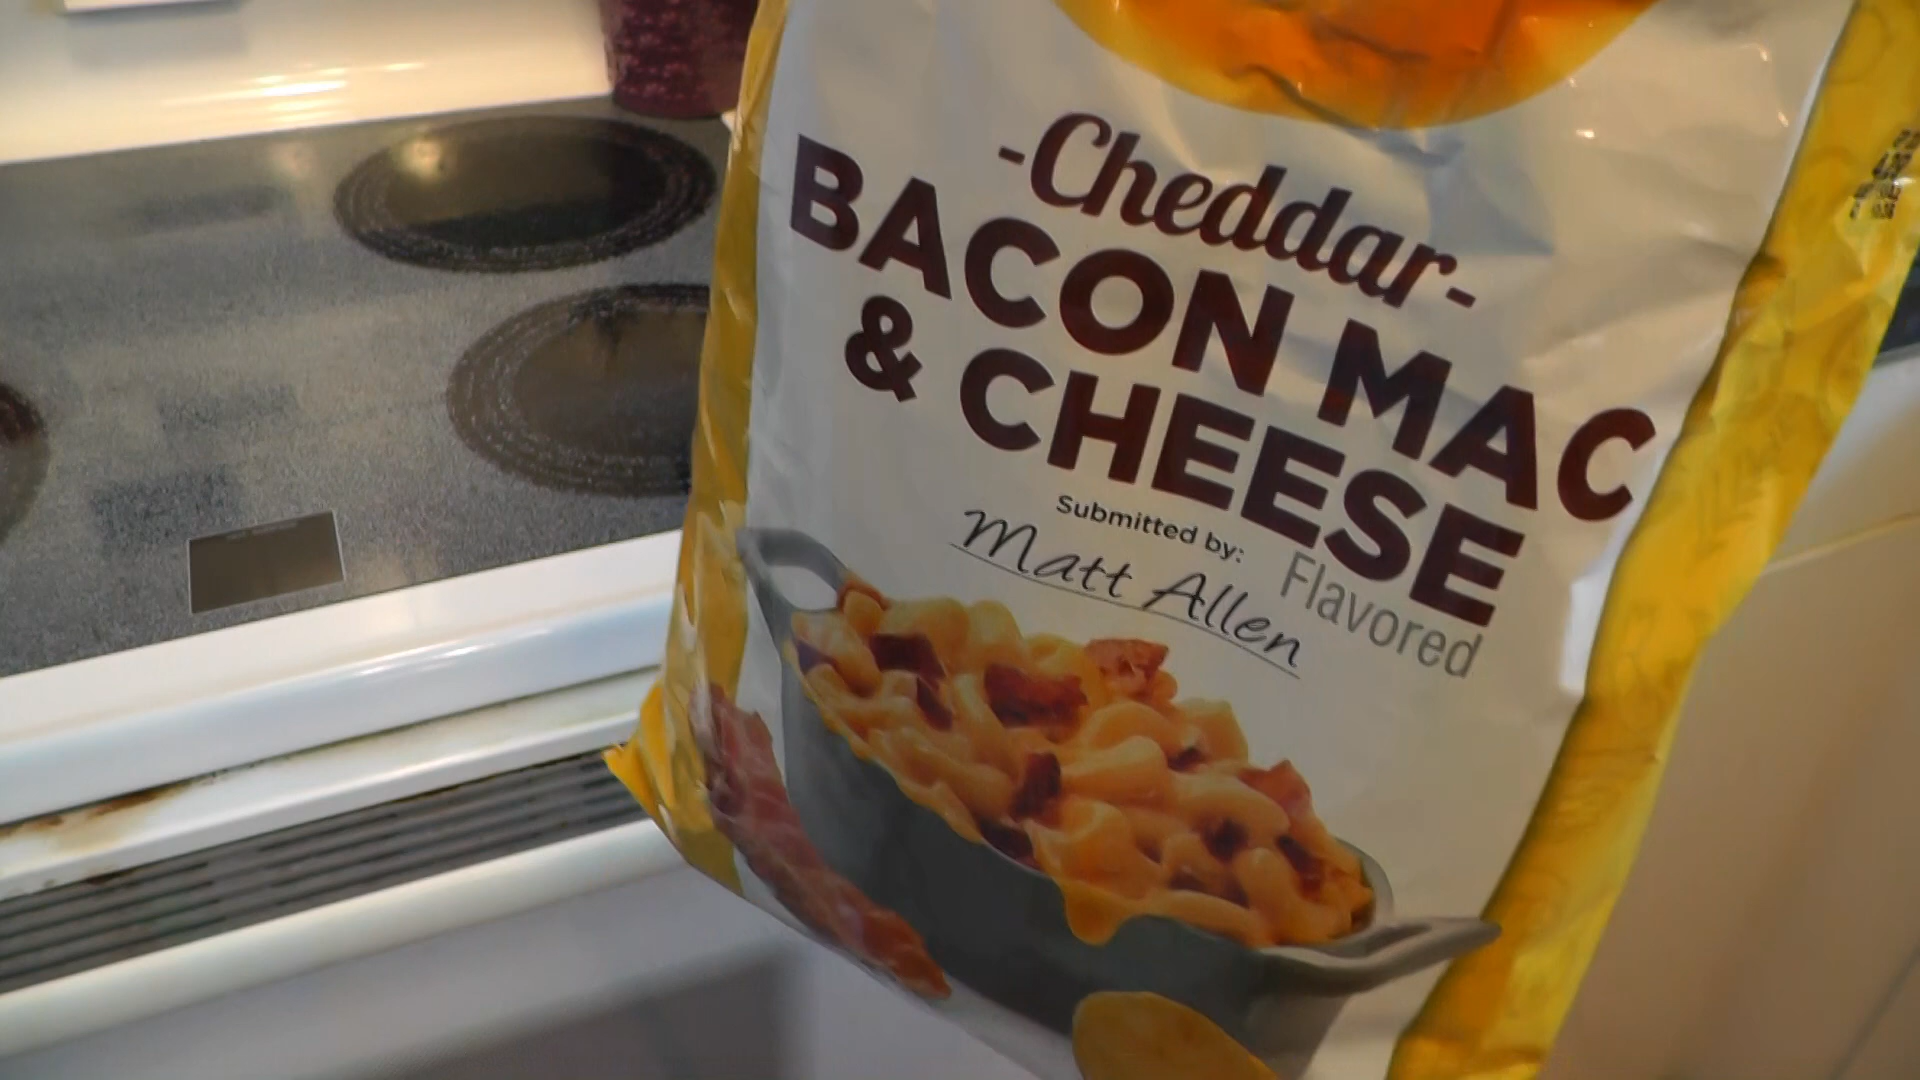 -Cheddar-
BACON MAC
& CHEESE
Submitted by:
Flavored
Matt Allen